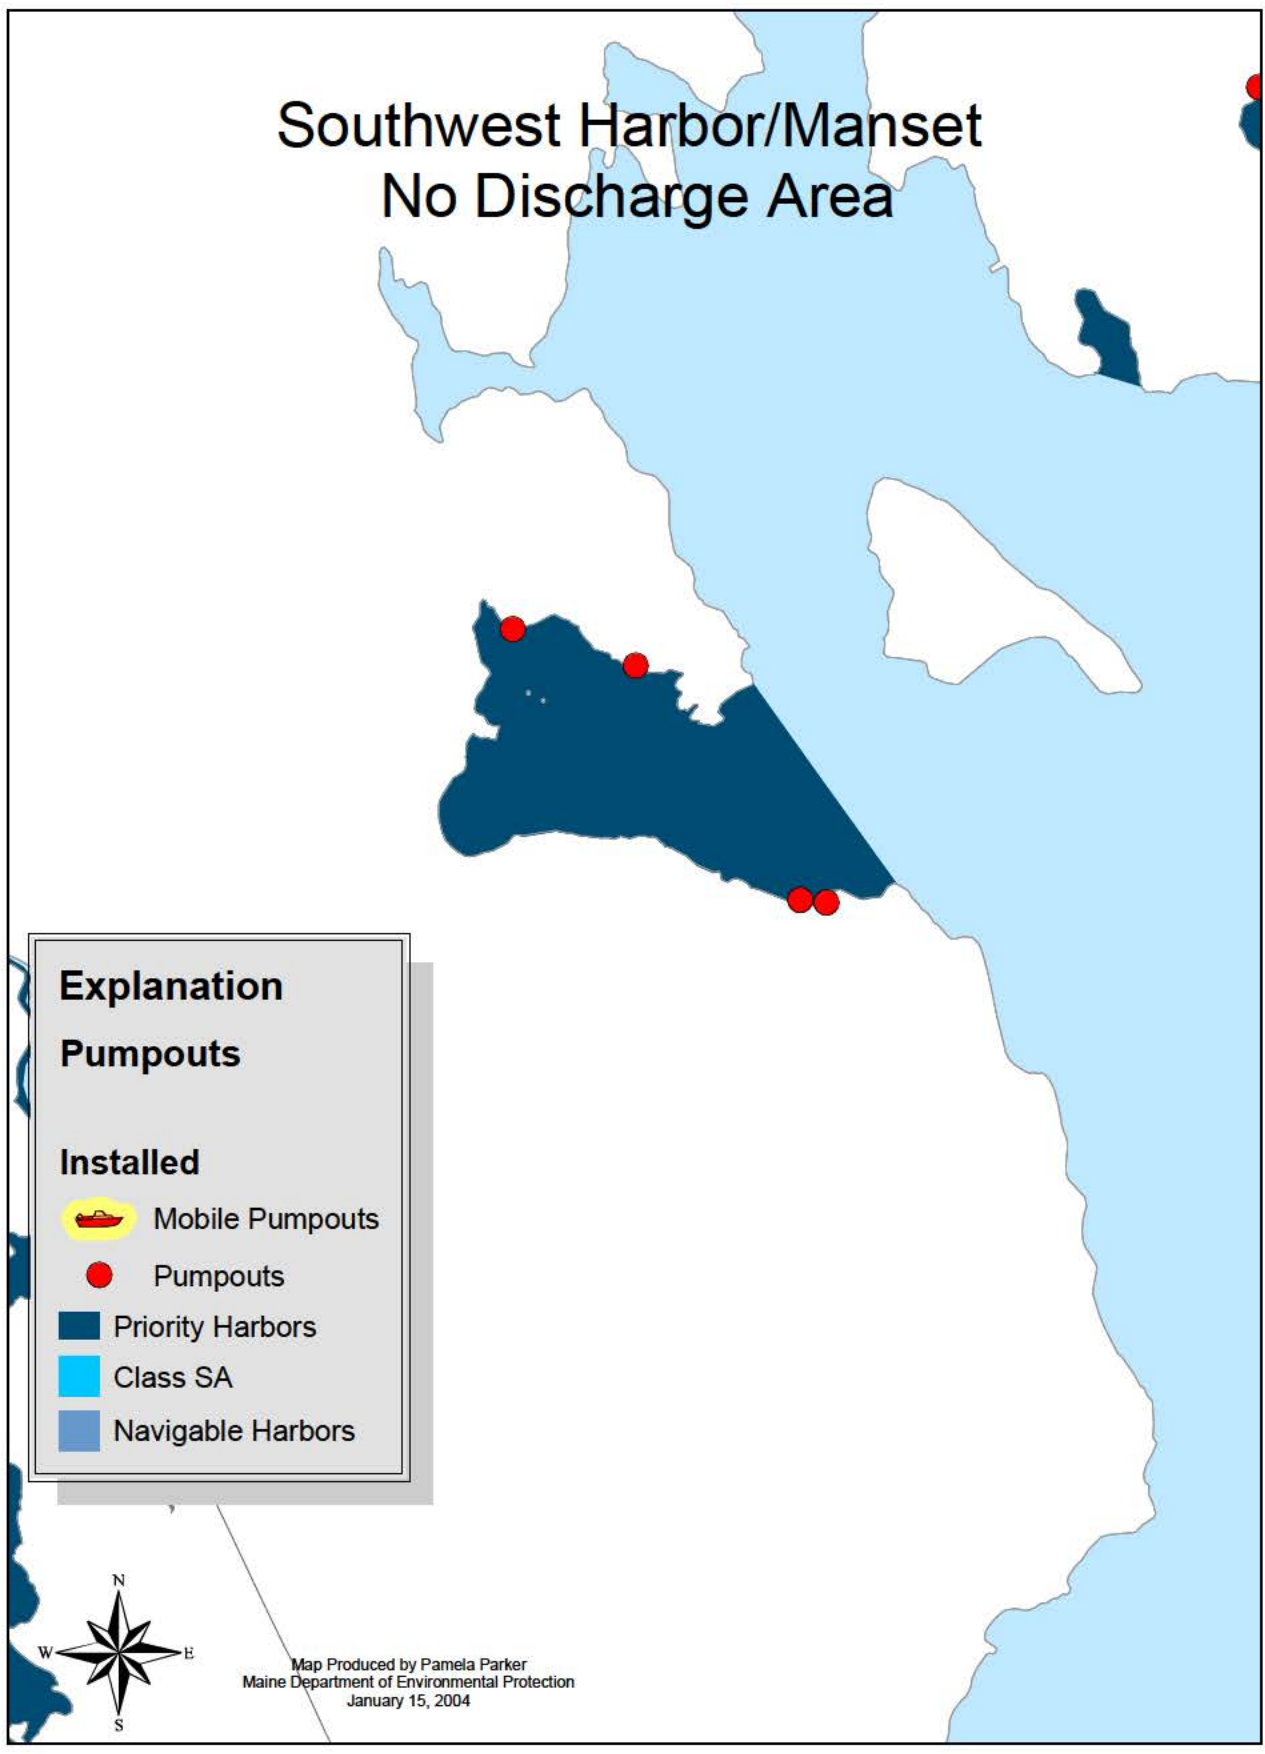 Southwest Harbor/Manset
No Discharge Area
Explanation
Pumpouts
Installed
Mobile Pumpouts
Pumpouts
Priority Harbors
Class SA
Navigable Harbors
N
W
E
S
Map Produced by Pamela Parker
Maine Department of Environmental Protection
January 15, 2004